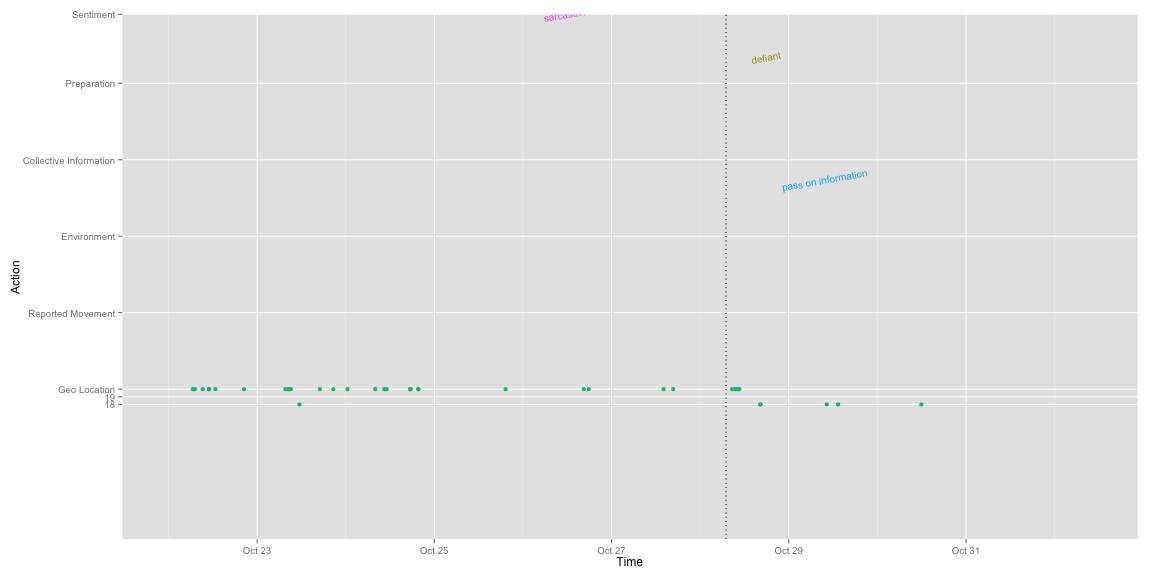 Sentiment
sarcastic
defiant
Preparation
Collective Information
pass on information
Environment
Action
Reported Movement
Geo Location
19
18
Oct 23
Oct 25
Oct 27
Oct 29
Oct 31
Time